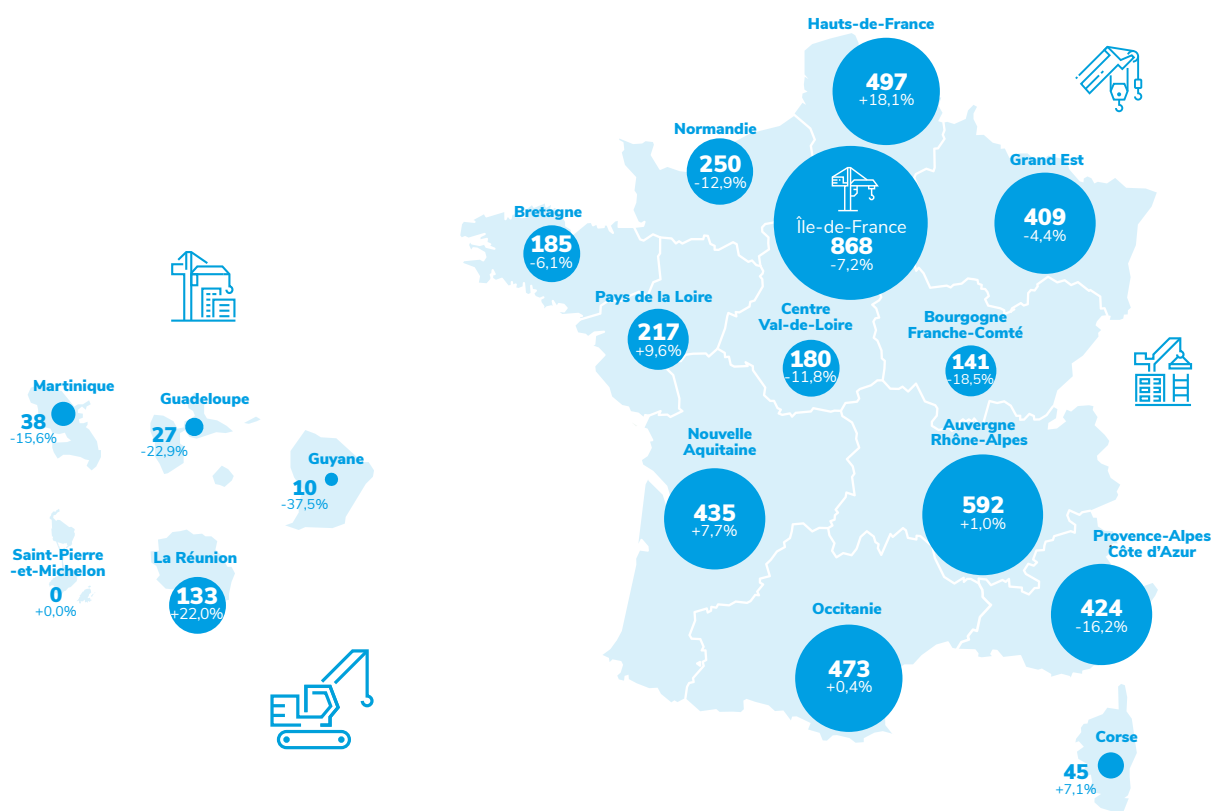 Hauts-de-France
497
+18,1%
Normandie
250
-12,9%
Grand Est
409
-4,4%
Île-de-France
868
-7,2%
Bretagne
185
-6,1%
Pays de la Loire
217
+9,6%
Centre
Val-de-Loire
180
-11,8%
Bourgogne
Franche-Comté
141
-18,5%
Martinique
38
-15,6%
Guadeloupe
27
-22,9%
Guyane
10
-37,5%
Nouvelle
Aquitaine
435
+7,7%
Auvergne
Rhône-Alpes
592
+1,0%
Saint-Pierre
-et-Michelon
0
+0,0%
La Réunion
133
+22,0%
Provence-Alpes
Côte d'Azur
424
-16,2%
Occitanie
473
+0,4%
Corse
45
+7,1%